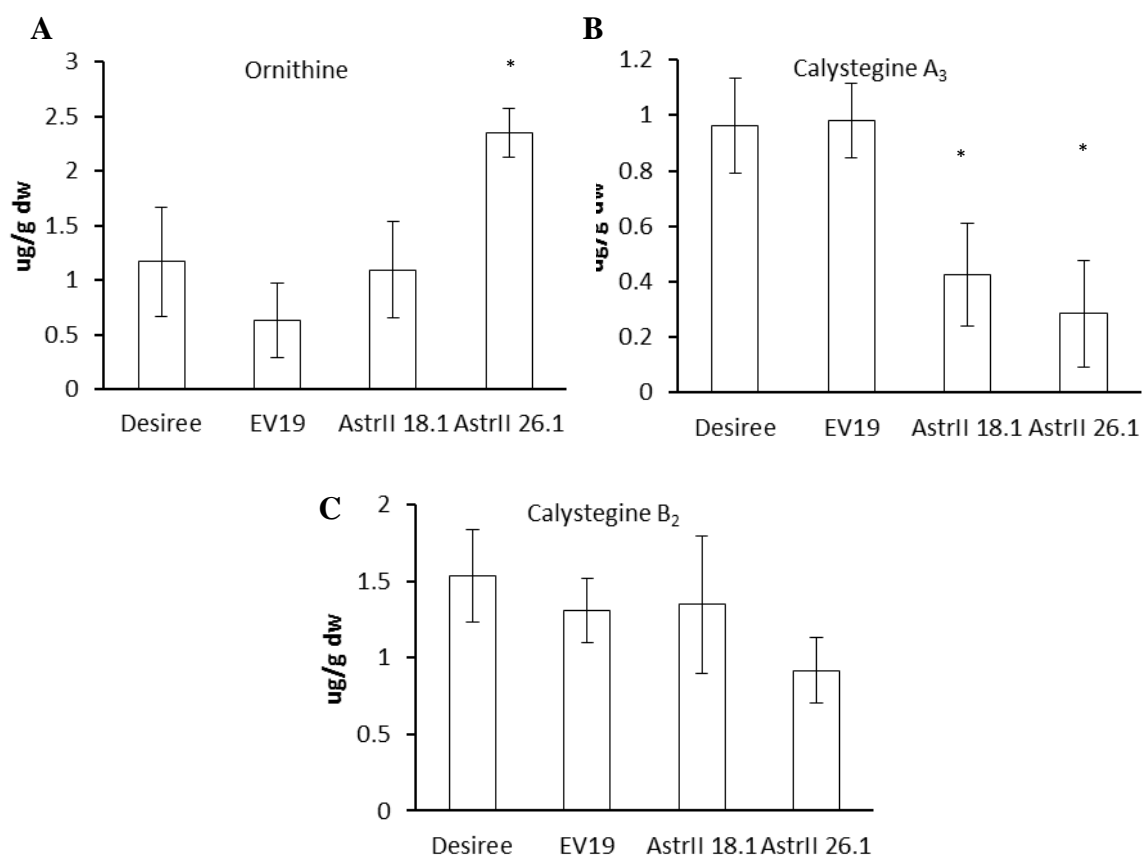 A
Ornithine
*
3
2.5
2
1.5
1
0.5
0
ug/g dw
Desiree EV19 AstrII 18.1 AstrII 26.1
B
Calystegine A₃
* *
1.2
1
0.8
0.6
0.4
0.2
0
ug/g dw
Desiree EV19 AstrII 18.1 AstrII 26.1
C
Calystegine B₂
2
1.5
1
0.5
0
ug/g dw
Desiree EV19 AstrII 18.1 AstrII 26.1